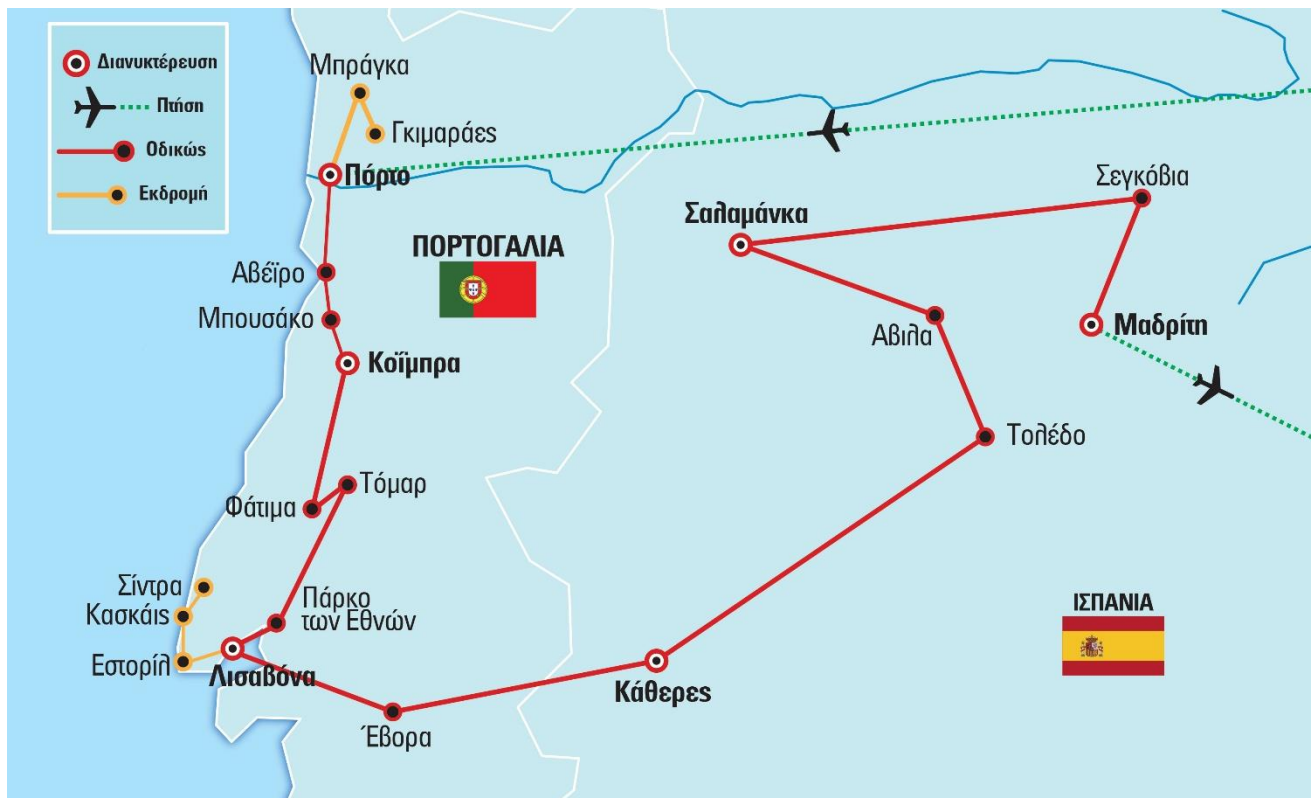 Διανυκτέρευση
Πτήση
Οδικώς
Εκδρομή
Μπράγκα
Γκιμαράες
Πόρτο
Σεγκόβια
Σαλαμάνκα
ΠΟΡΤΟΓΑΛΙΑ
Αβέϊρο
Μπουσάκο
Αβιλα
Μαδρίτη
Κοΐμπρα
Τολέδο
Τόμαρ
Φάτιμα
Σίντρα
Κασκάις
Πάρκο
των Εθνών
ΙΣΠΑΝΙΑ
Εστορίλ
Λισαβόνα
Κάθερες
Έβορα